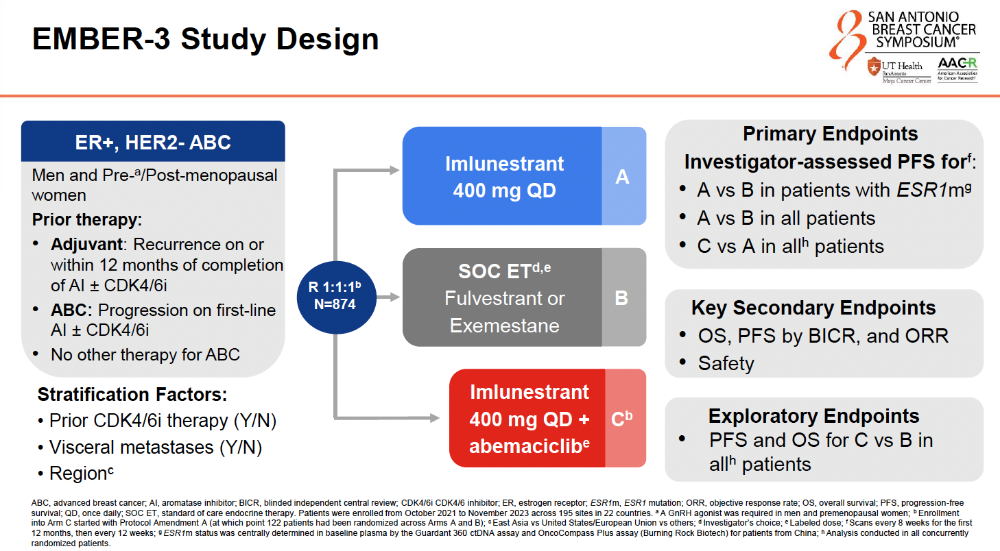 EMBER-3 Study Design
SAN ANTONIO
BREAST CANCER
SYMPOSIUM®
UT Health
San Antonio
Mays Cancer Center
AACR
American Association
for Cancer Research®
ER+, HER2- ABC
Men and Pre-ᵃ/Post-menopausal
women
Prior therapy:
• Adjuvant: Recurrence on or
within 12 months of completion
of AI ± CDK4/6i
• ABC: Progression on first-line
AI ± CDK4/6i
• No other therapy for ABC
Stratification Factors:
• Prior CDK4/6i therapy (Y/N)
• Visceral metastases (Y/N)
• Regionᶜ
R 1:1:1ᵇ
N=874
Imlunestrant
400 mg QD
A
SOC ETᵈ,ᵉ
Fulvestrant or
Exemestane
B
Imlunestrant
400 mg QD +
abemaciclibᵉ
Cᵇ
Primary Endpoints
Investigator-assessed PFS forᶠ:
• A vs B in patients with ESR1mᵍ
• A vs B in all patients
• C vs A in allʰ patients
Key Secondary Endpoints
• OS, PFS by BICR, and ORR
• Safety
Exploratory Endpoints
• PFS and OS for C vs B in
allʰ patients
ABC, advanced breast cancer; AI, aromatase inhibitor; BICR, blinded independent central review; CDK4/6i CDK4/6 inhibitor; ER, estrogen receptor; ESR1m, ESR1 mutation; ORR, objective response rate; OS, overall survival; PFS, progression-free
survival; QD, once daily; SOC ET, standard of care endocrine therapy. Patients were enrolled from October 2021 to November 2023 across 195 sites in 22 countries. ᵃ A GnRH agonist was required in men and premenopausal women; ᵇ Enrollment
into Arm C started with Protocol Amendment A (at which point 122 patients had been randomized across Arms A and B); ᶜ East Asia vs United States/European Union vs others; ᵈ Investigator's choice; ᵉ Labeled dose; ᶠ Scans every 8 weeks for the first
12 months, then every 12 weeks; ᵍ ESR1m status was centrally determined in baseline plasma by the Guardant 360 ctDNA assay and OncoCompass Plus assay (Burning Rock Biotech) for patients from China; ʰ Analysis conducted in all concurrently
randomized patients.